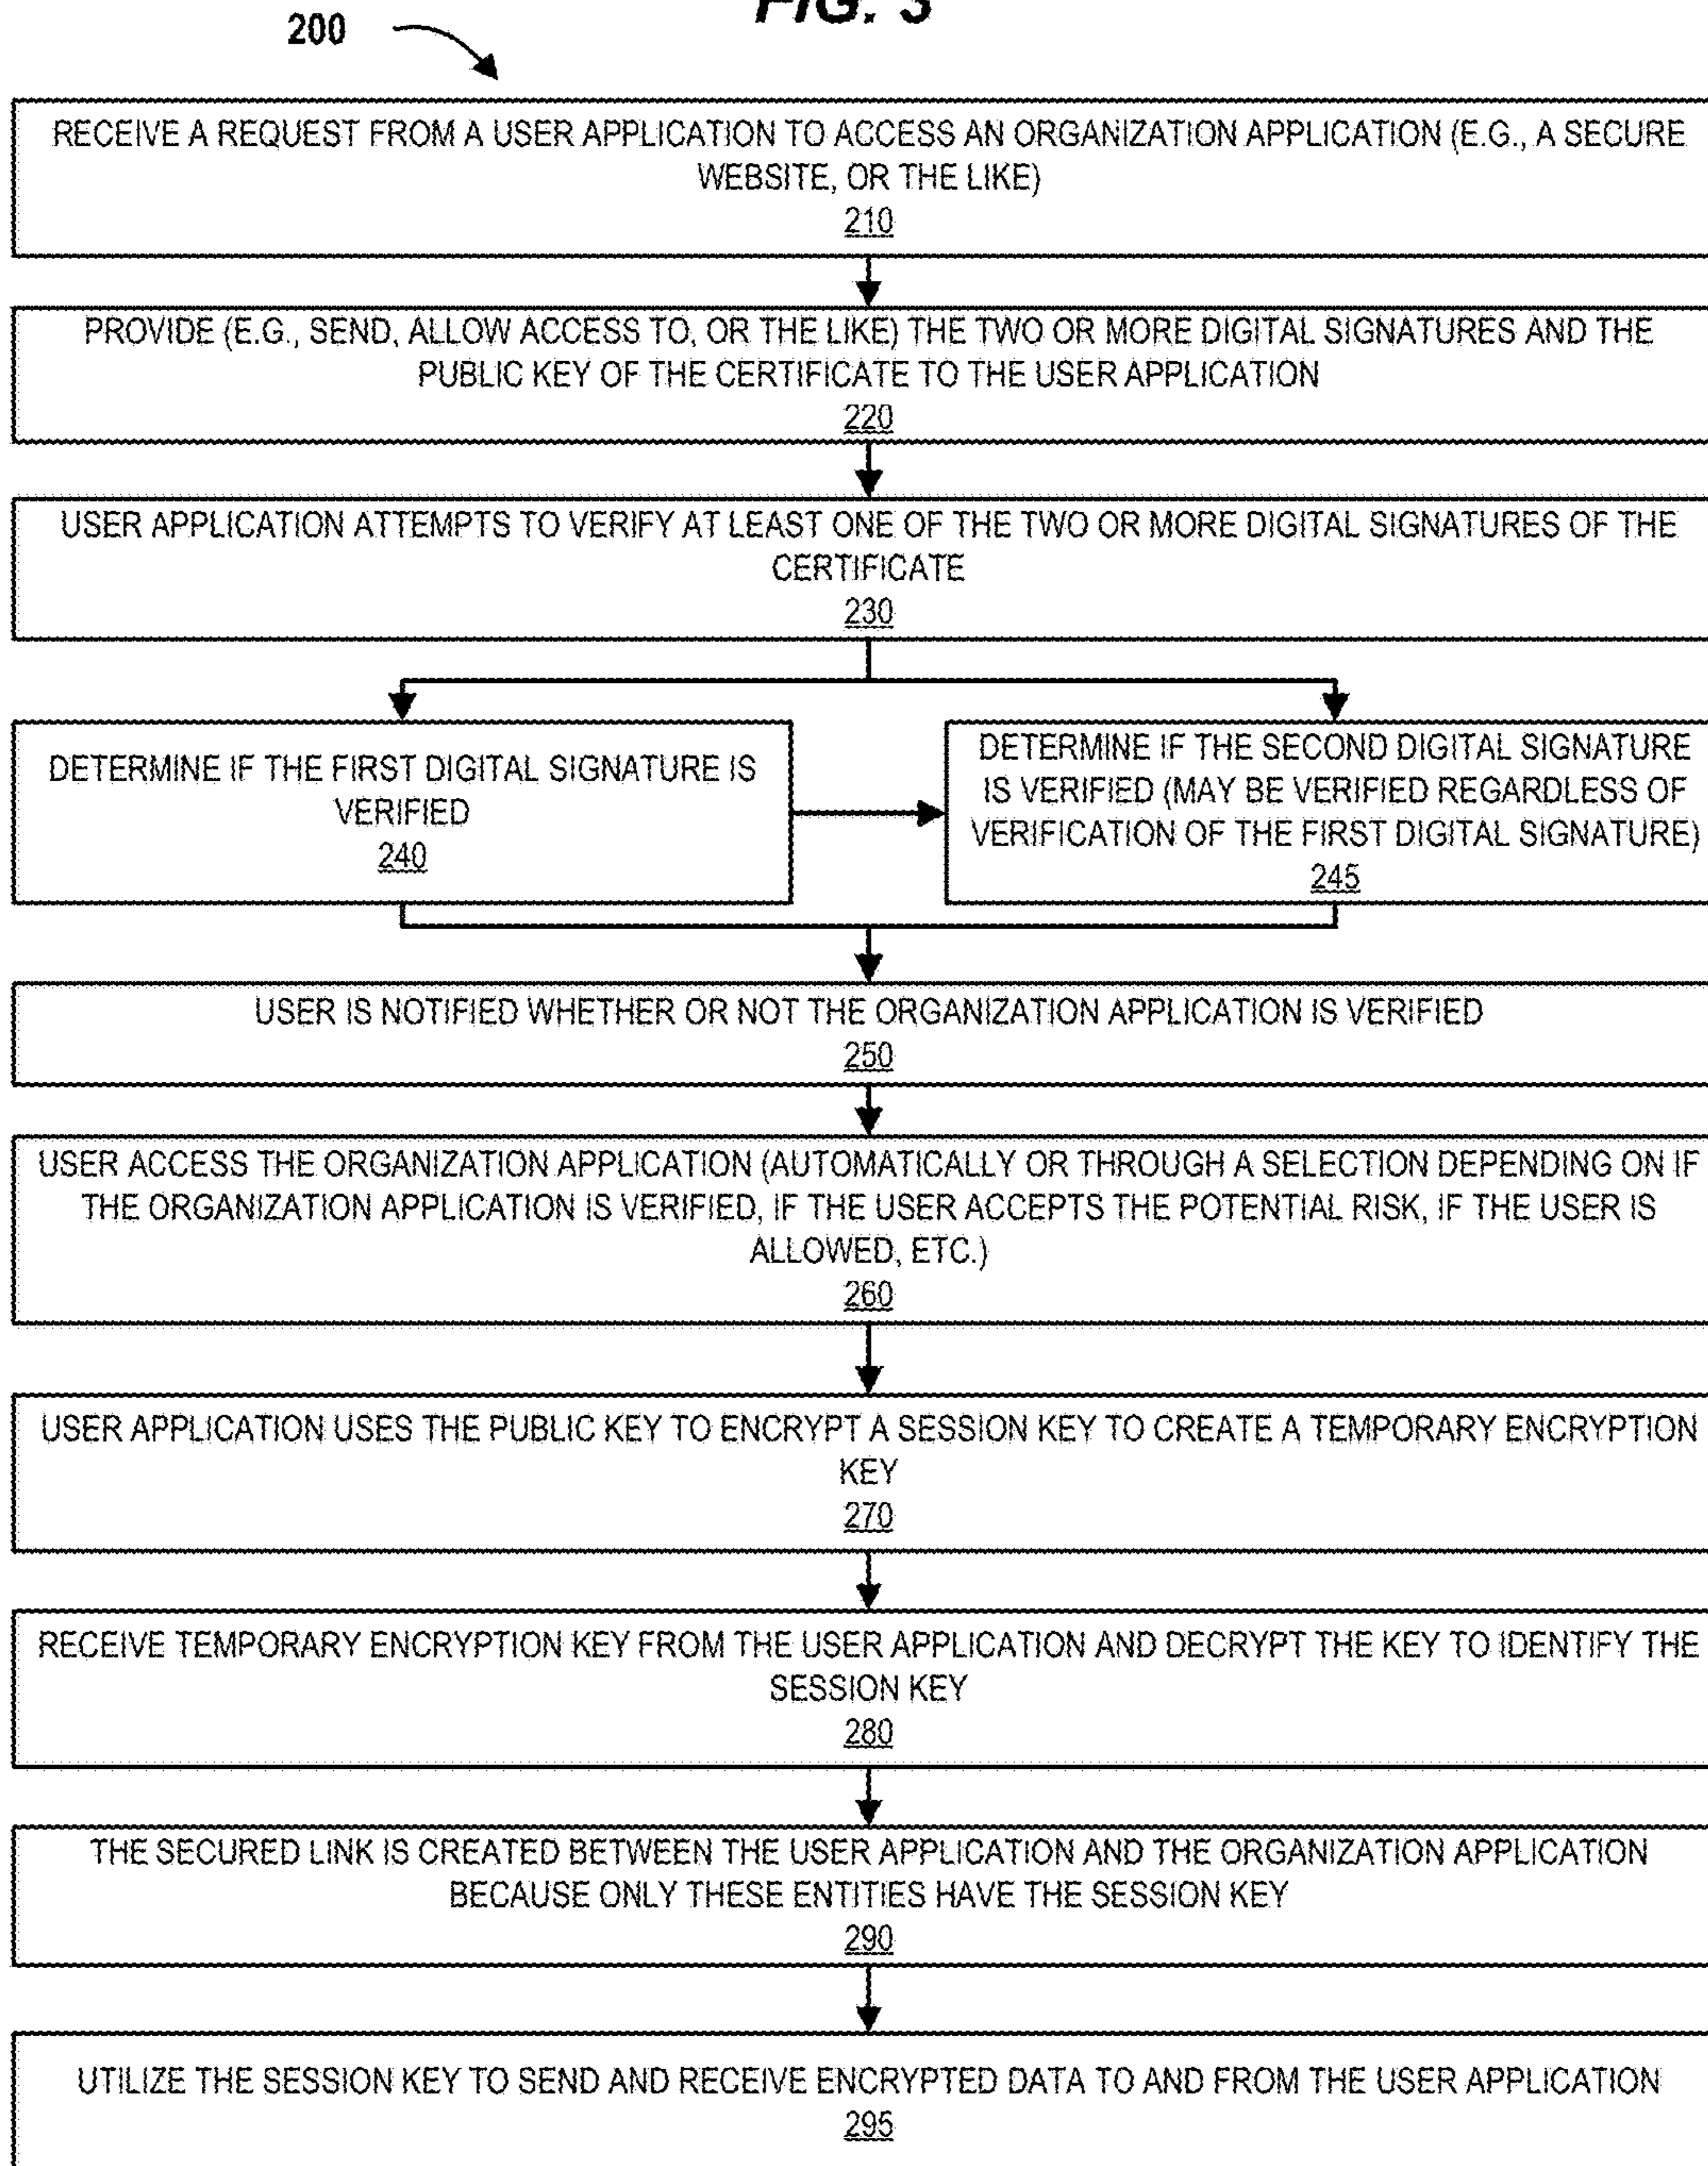 FIG. 3
200
RECEIVE A REQUEST FROM A USER APPLICATION TO ACCESS AN ORGANIZATION APPLICATION (E.G., A SECURE
WEBSITE, OR THE LIKE)
210
PROVIDE (E.G., SEND, ALLOW ACCESS TO, OR THE LIKE) THE TWO OR MORE DIGITAL SIGNATURES AND THE
PUBLIC KEY OF THE CERTIFICATE TO THE USER APPLICATION
220
USER APPLICATION ATTEMPTS TO VERIFY AT LEAST ONE OF THE TWO OR MORE DIGITAL SIGNATURES OF THE
CERTIFICATE
230
DETERMINE IF THE FIRST DIGITAL SIGNATURE IS
VERIFIED
240
DETERMINE IF THE SECOND DIGITAL SIGNATURE
IS VERIFIED (MAY BE VERIFIED REGARDLESS OF
VERIFICATION OF THE FIRST DIGITAL SIGNATURE)
245
USER IS NOTIFIED WHETHER OR NOT THE ORGANIZATION APPLICATION IS VERIFIED
250
USER ACCESS THE ORGANIZATION APPLICATION (AUTOMATICALLY OR THROUGH A SELECTION DEPENDING ON IF
THE ORGANIZATION APPLICATION IS VERIFIED, IF THE USER ACCEPTS THE POTENTIAL RISK, IF THE USER IS
ALLOWED, ETC.)
260
USER APPLICATION USES THE PUBLIC KEY TO ENCRYPT A SESSION KEY TO CREATE A TEMPORARY ENCRYPTION
KEY
270
RECEIVE TEMPORARY ENCRYPTION KEY FROM THE USER APPLICATION AND DECRYPT THE KEY TO IDENTIFY THE
SESSION KEY
280
THE SECURED LINK IS CREATED BETWEEN THE USER APPLICATION AND THE ORGANIZATION APPLICATION
BECAUSE ONLY THESE ENTITIES HAVE THE SESSION KEY
290
UTILIZE THE SESSION KEY TO SEND AND RECEIVE ENCRYPTED DATA TO AND FROM THE USER APPLICATION
295